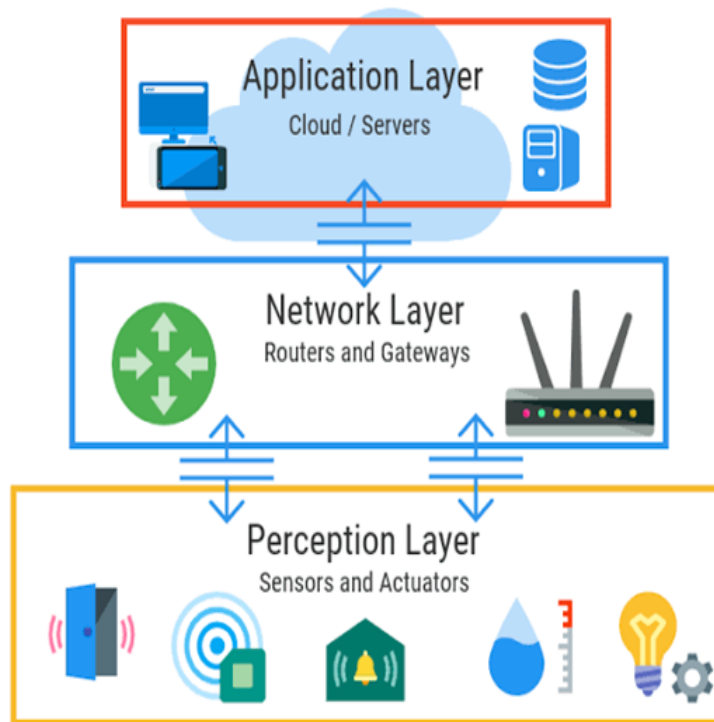 Application Layer
Cloud / Servers
Network Layer
Routers and Gateways
Perception Layer
Sensors and Actuators